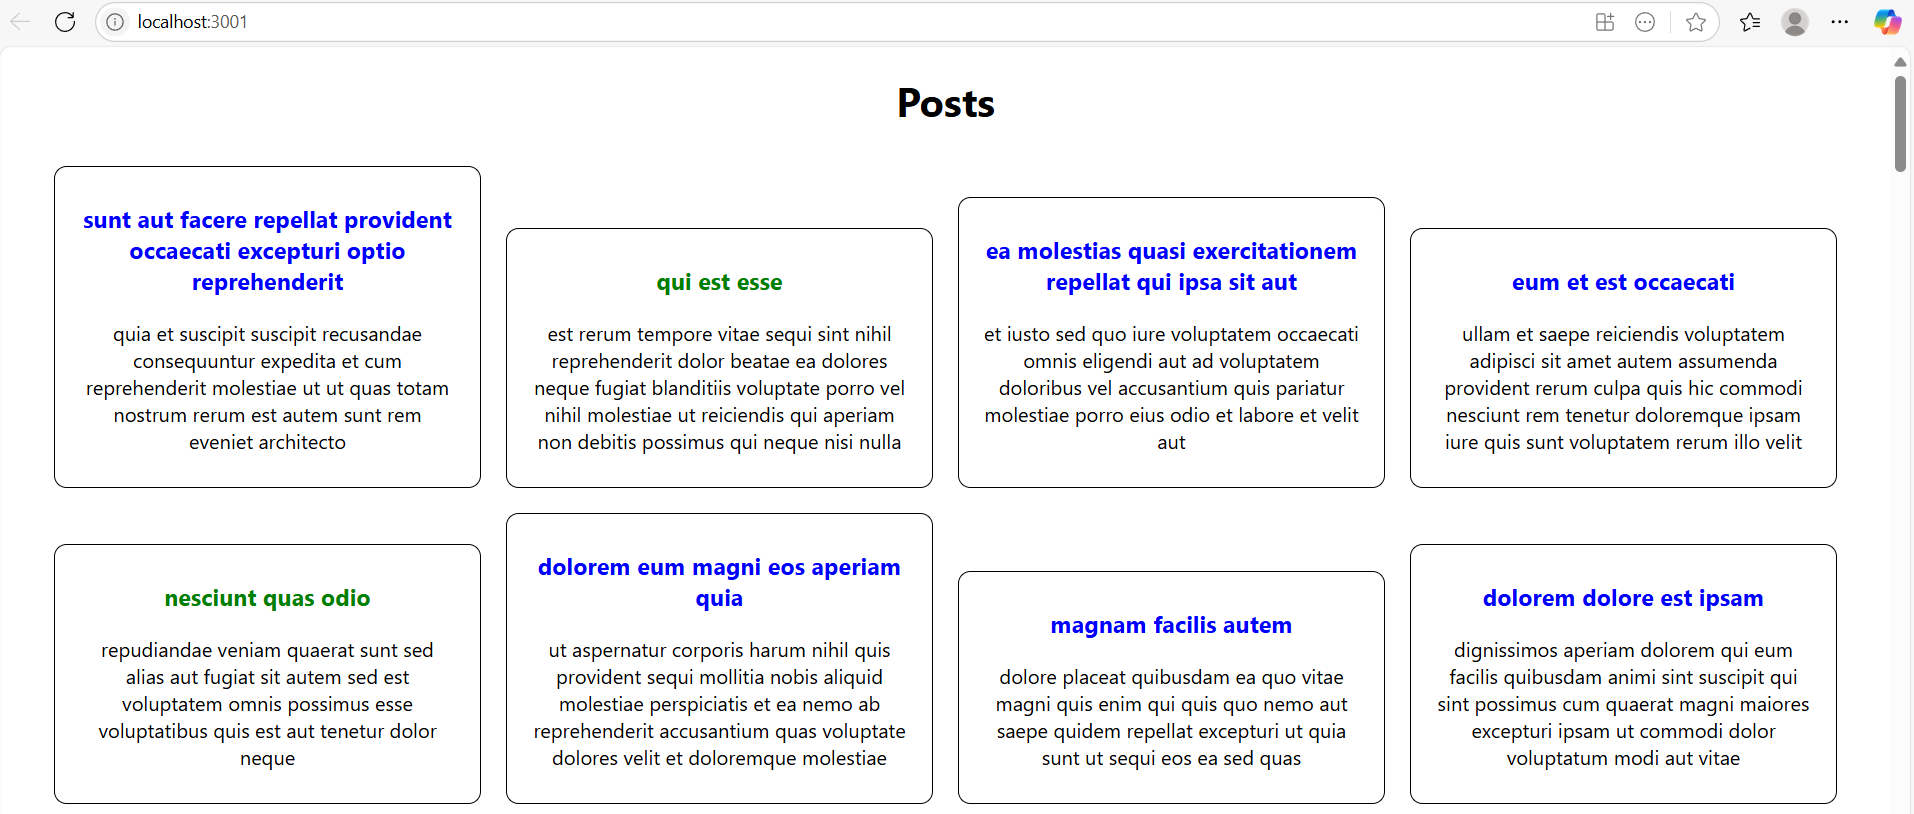 localhost:3001
Posts
sunt aut facere repellat provident
occaecati excepturi optio
reprehenderit
quia et suscipit suscipit recusandae
consequuntur expedita et cum
reprehenderit molestiae ut ut quas totam
nostrum rerum est autem sunt rem
eveniet architecto
qui est esse
est rerum tempore vitae sequi sint nihil
reprehenderit dolor beatae ea dolores
neque fugiat blanditiis voluptate porro vel
nihil molestiae ut reiciendis qui aperiam
non debitis possimus qui neque nisi nulla
ea molestias quasi exercitationem
repellat qui ipsa sit aut
et iusto sed quo iure voluptatem occaecati
omnis eligendi aut ad voluptatem
doloribus vel accusantium quis pariatur
molestiae porro eius odio et labore et velit
aut
eum et est occaecati
ullam et saepe reiciendis voluptatem
adipisci sit amet autem assumenda
provident rerum culpa quis hic commodi
nesciunt rem tenetur doloremque ipsam
iure quis sunt voluptatem rerum illo velit
nesciunt quas odio
repudiandae veniam quaerat sunt sed
alias aut fugiat sit autem sed est
voluptatem omnis possimus esse
voluptatibus quis est aut tenetur dolor
neque
dolorem eum magni eos aperiam
quia
ut aspernatur corporis harum nihil quis
provident sequi mollitia nobis aliquid
molestiae perspiciatis et ea nemo ab
reprehenderit accusantium quas voluptate
dolores velit et doloremque molestiae
magnam facilis autem
dolore placeat quibusdam ea quo vitae
magni quis enim qui quis quo nemo aut
saepe quidem repellat excepturi ut quia
sunt ut sequi eos ea sed quas
dolorem dolore est ipsam
dignissimos aperiam dolorem qui eum
facilis quibusdam animi sint suscipit qui
sint possimus cum quaerat magni maiores
excepturi ipsam ut commodi dolor
voluptatum modi aut vitae